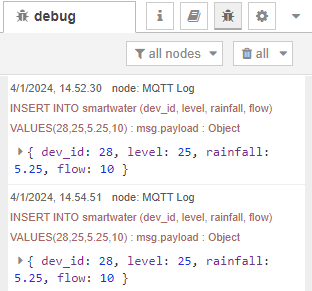 debug
all nodes
all
4/1/2024, 14.52.30 node: MQTT Log
INSERT INTO smartwater (dev_id, level, rainfall, flow)
VALUES(28,25,5.25,10) : msg.payload : Object
{ dev_id: 28, level: 25, rainfall:
5.25, flow: 10 }
4/1/2024, 14.54.51 node: MQTT Log
INSERT INTO smartwater (dev_id, level, rainfall, flow)
VALUES(28,25,5.25,10) : msg.payload : Object
{ dev_id: 28, level: 25, rainfall:
5.25, flow: 10 }